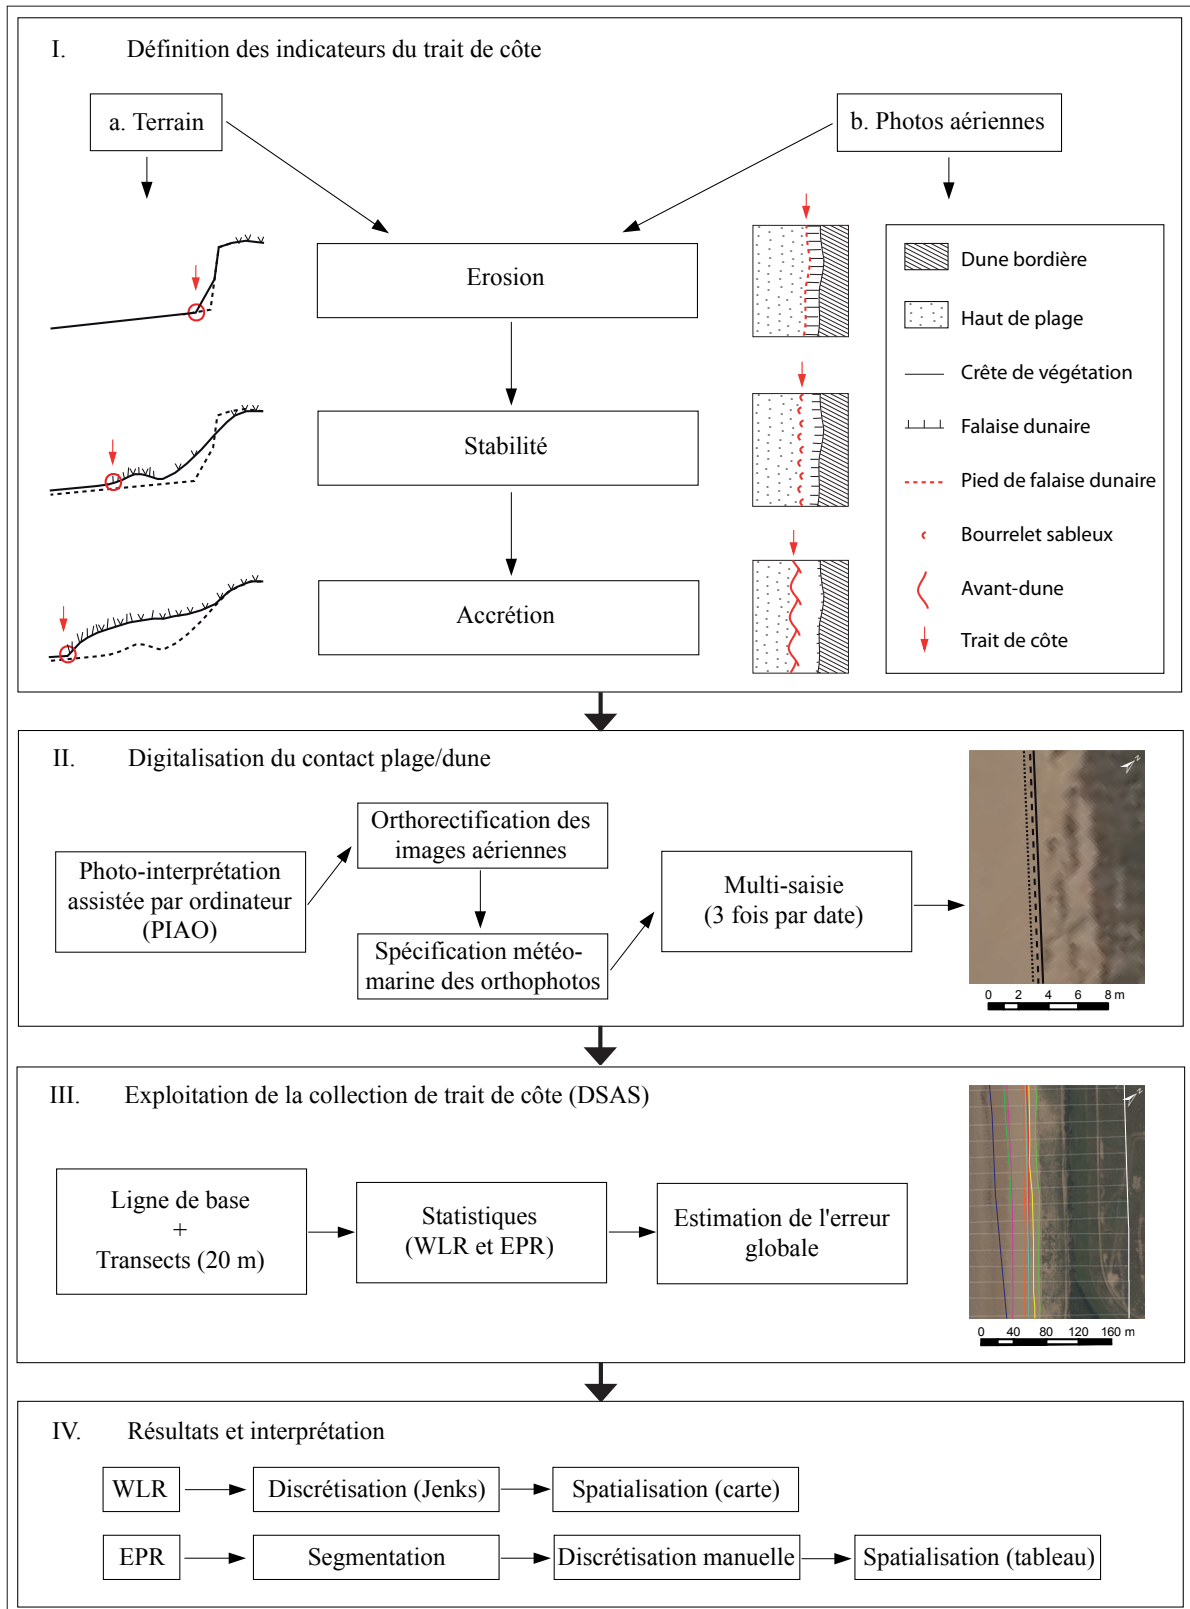 I. Définition des indicateurs du trait de côte
a. Terrain
b. Photos aériennes
Erosion
Stabilité
Accrétion
Dune bordière
Haut de plage
Crête de végétation
Falaise dunaire
Pied de falaise dunaire
Bourrelet sableux
Avant-dune
Trait de côte
II. Digitalisation du contact plage/dune
Photo-interprétation
assistée par ordinateur
(PIAO)
Orthorectification des
images aériennes
Spécification météo-
marine des orthophotos
Multi-saisie
(3 fois par date)
N
0 2 4 6 8 m
III. Exploitation de la collection de trait de côte (DSAS)
Ligne de base
+
Transects (20 m)
Statistiques
(WLR et EPR)
Estimation de l'erreur
globale
N
0 40 80 120 160 m
IV. Résultats et interprétation
WLR
Discrétisation (Jenks)
Spatialisation (carte)
EPR
Segmentation
Discrétisation manuelle
Spatialisation (tableau)